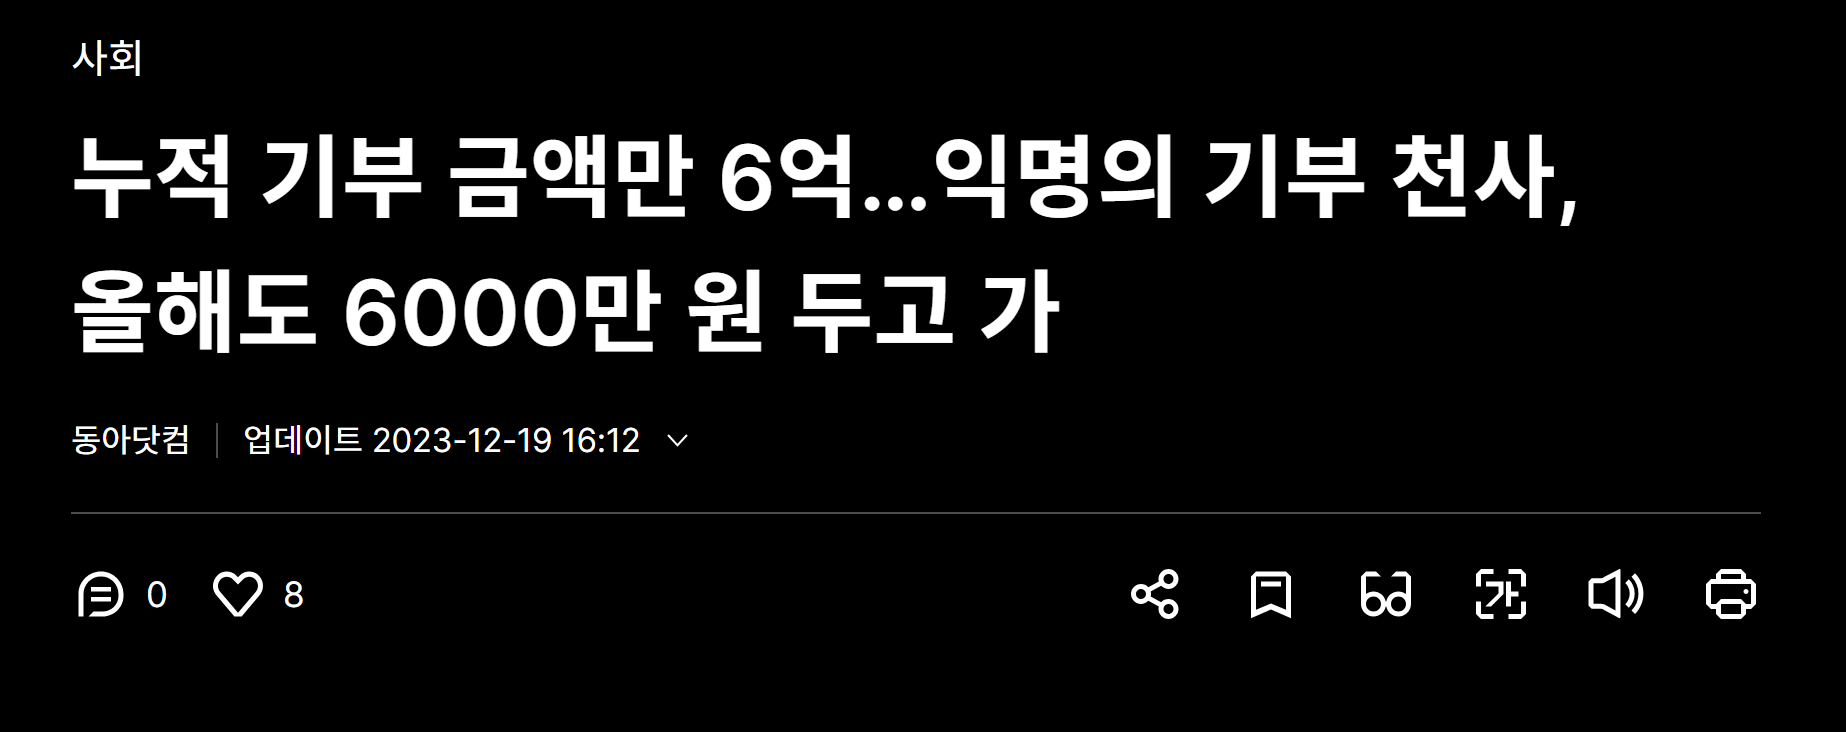 사회
누적 기부 금액만 6억…익명의 기부 천사,
올해도 6000만 원 두고 가
동아닷컴 업데이트 2023-12-19 16:12
0 8
가